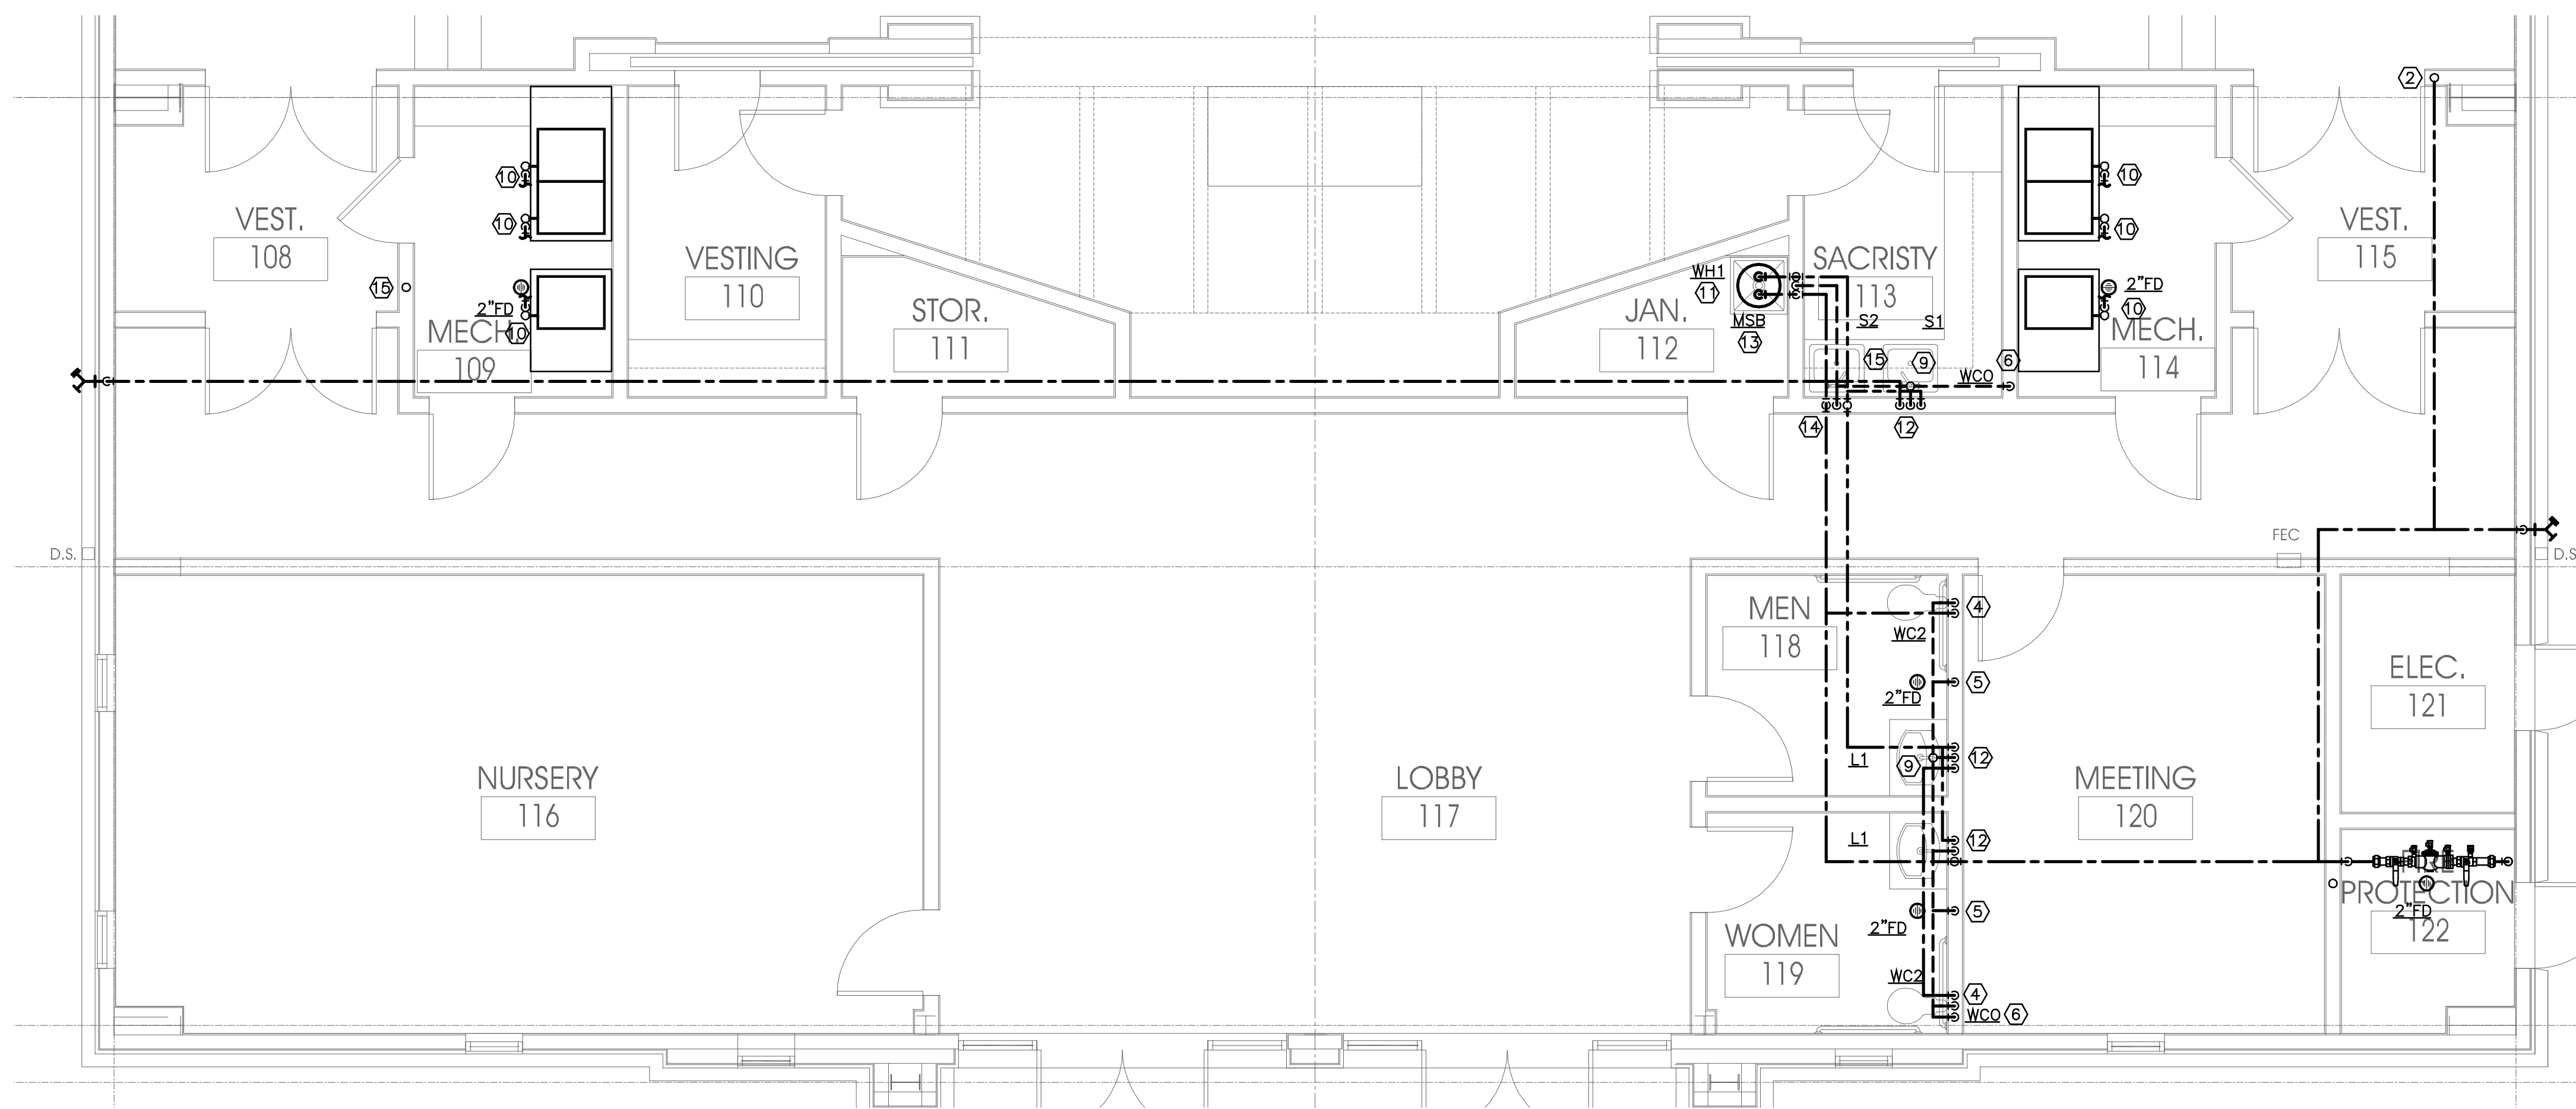 2
10
10
10
10
VEST.
108
VEST.
115
VESTING
110
SACRISTY
113
WH1
11
15
2"FD
10
2"FD
10
STOR.
111
JAN.
112
MSB
13
S2
S1
MECH.
109
MECH.
114
15
9
6
WCO
14
12
D.S.
FEC
D.S
MEN
118
4
WC2
5
2"FD
ELEC.
121
NURSERY
116
LOBBY
117
L1
9
12
MEETING
120
L1
12
FIRE
PROTECTION
122
2"FD
5
2"FD
WOMEN
119
WC2
4
WCO
6